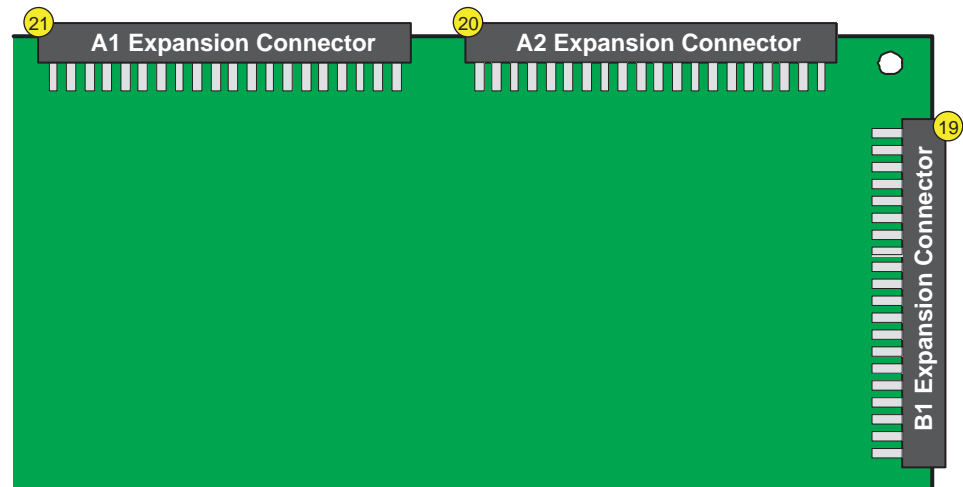 21
A1 Expansion Connector
20
A2 Expansion Connector
19
B1 Expansion Connector